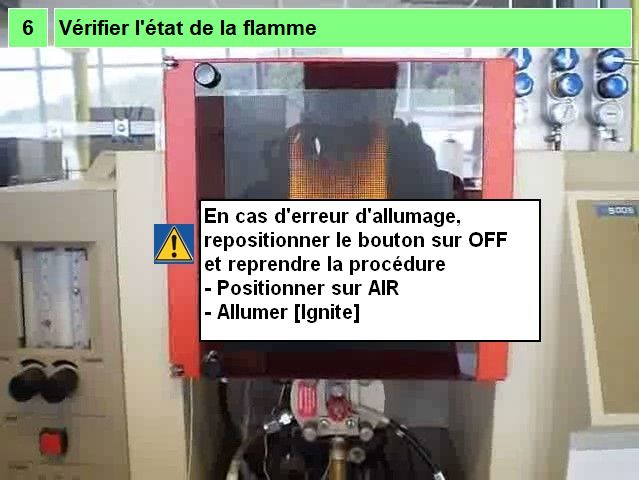 6
Vérifier l'état de la flamme
En cas d'erreur d'allumage,
repositionner le bouton sur OFF
et reprendre la procédure
- Positionner sur AIR
- Allumer [Ignite]